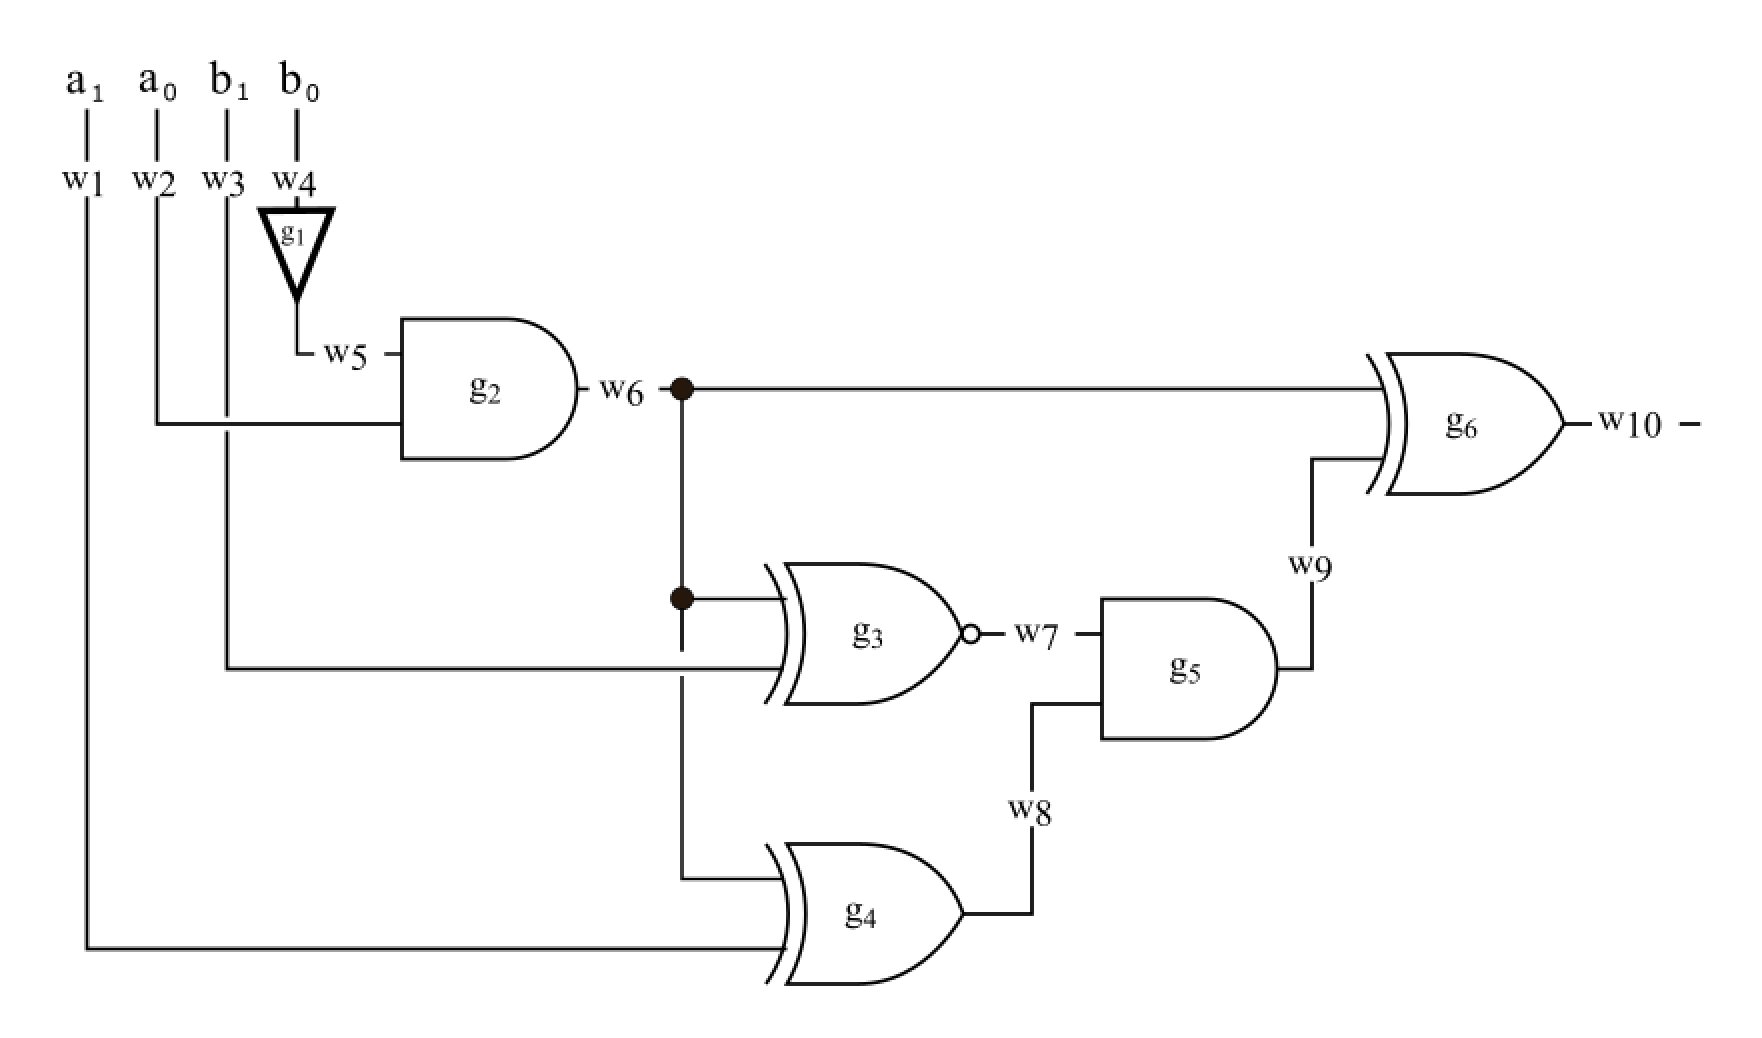 a₁ a₀ b₁ b₀
w1 w2 w3 w4
g₁
w5
g₂
w6
g₆
w10
w9
g₃
w7
g₅
w8
g₄